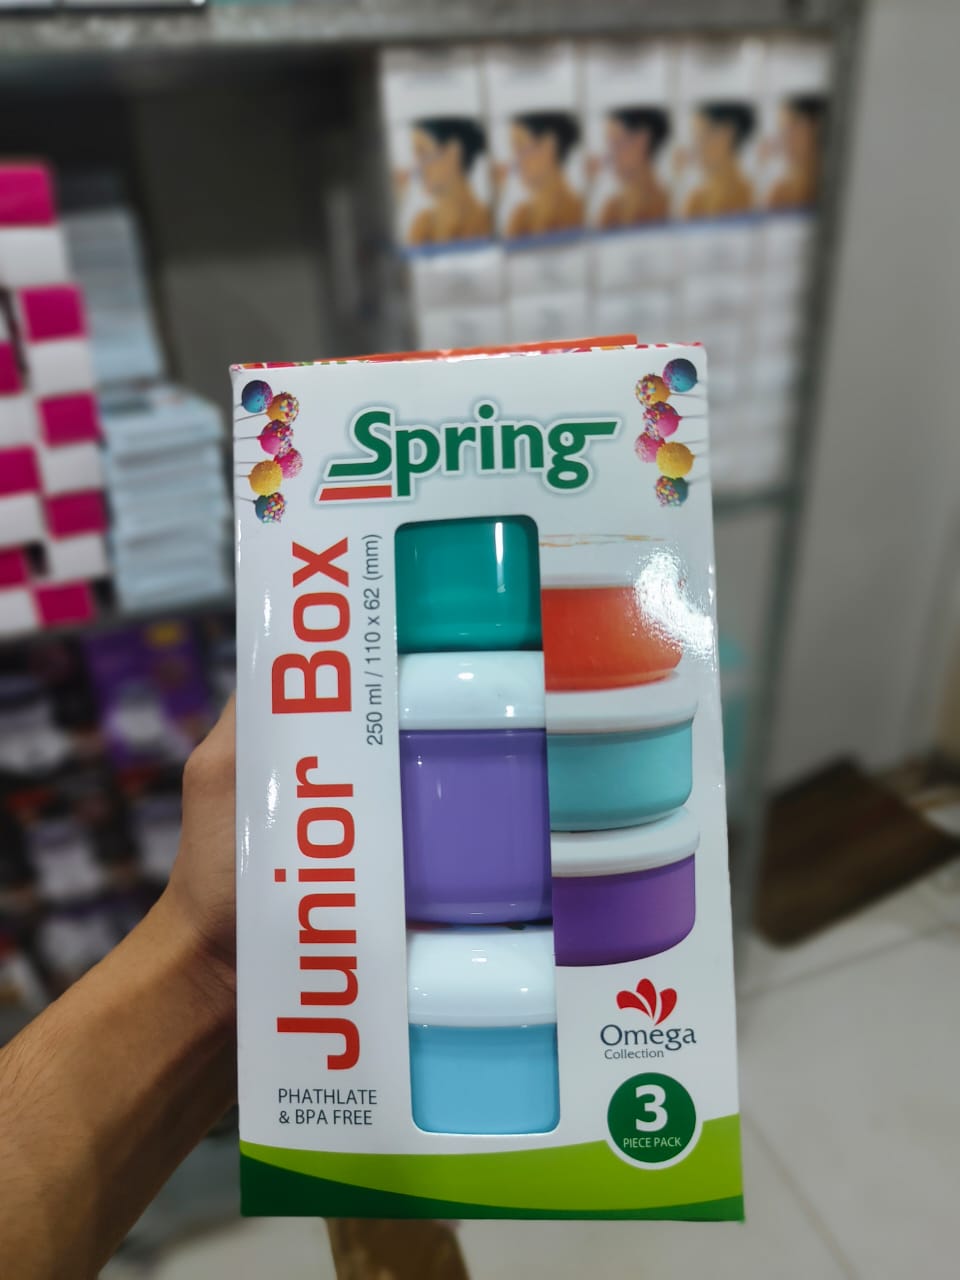 Spring
Junior Box
250 ml / 110 x 62 (mm)
PHATHLATE
& BPA FREE
Omega
Collection
3
PIECE PACK